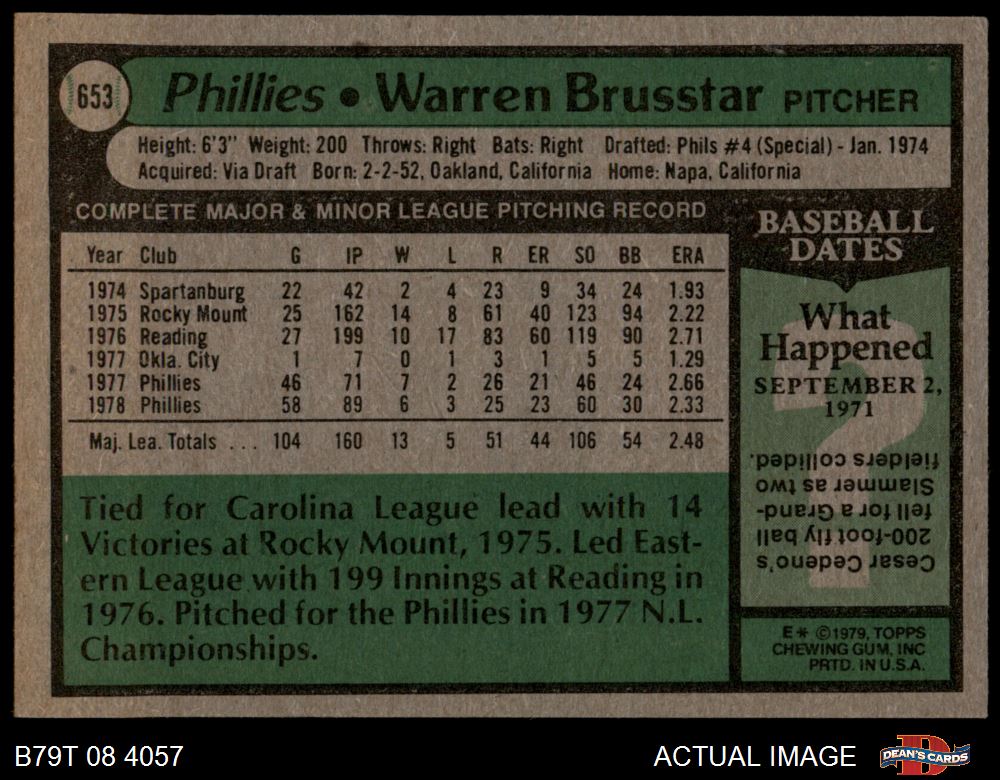 653
Phillies • Warren Brusstar PITCHER
Height: 6'3" Weight: 200 Throws: Right Bats: Right Drafted: Phils #4 (Special) - Jan. 1974
Acquired: Via Draft Born: 2-2-52, Oakland, California Home: Napa, California
COMPLETE MAJOR & MINOR LEAGUE PITCHING RECORD
Year Club G IP W L R ER SO BB ERA
1974 Spartanburg 22 42 2 4 23 9 34 24 1.93
1975 Rocky Mount 25 162 14 8 61 40 123 94 2.22
1976 Reading 27 199 10 17 83 60 119 90 2.71
1977 Okla. City 1 7 0 1 3 1 5 5 1.29
1977 Phillies 46 71 7 2 26 21 46 24 2.66
1978 Phillies 58 89 6 3 25 23 60 30 2.33
Maj. Lea. Totals . . . 104 160 13 5 51 44 106 54 2.48
Tied for Carolina League lead with 14
Victories at Rocky Mount, 1975. Led East-
ern League with 199 Innings at Reading in
1976. Pitched for the Phillies in 1977 N.L.
Championships.
BASEBALL
DATES
What
Happened
SEPTEMBER 2,
1971
?
Cesar Cedeno's
200-foot fly ball
fell for a Grand-
Slammer as two
fielders collided.
E* ©1979, TOPPS
CHEWING GUM, INC
PRTD. IN U.S.A.
B79T 08 4057
ACTUAL IMAGE
D
DEAN'S CARDS